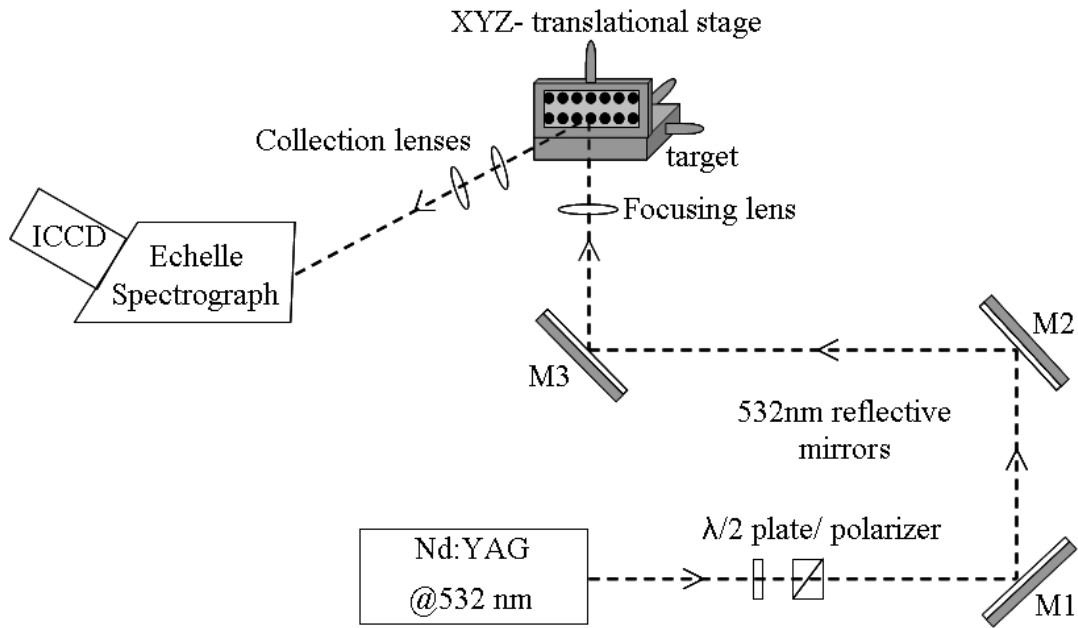 XYZ- translational stage
Collection lenses
target
Focusing lens
ICCD
Echelle
Spectrograph
M2
M3
532nm reflective
mirrors
λ/2 plate/ polarizer
Nd:YAG
@532 nm
M1